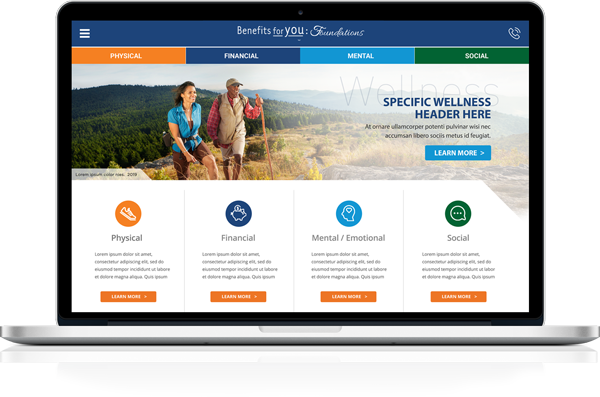 Benefits for you: Foundations
PHYSICAL FINANCIAL MENTAL SOCIAL
Wellness
SPECIFIC WELLNESS
HEADER HERE
At ornare ullamcorper potenti pulvinar wisi nec
accumsan libero sociis metus id feugiat.
LEARN MORE >
Lorem ipsum color roies. 2019
Physical Financial Mental / Emotional Social
Lorem ipsum dolor sit amet, Lorem ipsum dolor sit amet, Lorem ipsum dolor sit amet, Lorem ipsum dolor sit amet,
consectetur adipiscing elit, sed consectetur adipiscing elit, sed consectetur adipiscing elit, sed consectetur adipiscing elit, sed
eiusmod tempor incididunt ut labore eiusmod tempor incididunt ut labore eiusmod tempor incididunt ut labore eiusmod tempor incididunt ut labore
et dolore magna aliqua. Quis ipsum et dolore magna aliqua. Quis ipsum et dolore magna aliqua. Quis ipsum et dolore magna aliqua. Quis ipsum
LEARN MORE > LEARN MORE > LEARN MORE > LEARN MORE >